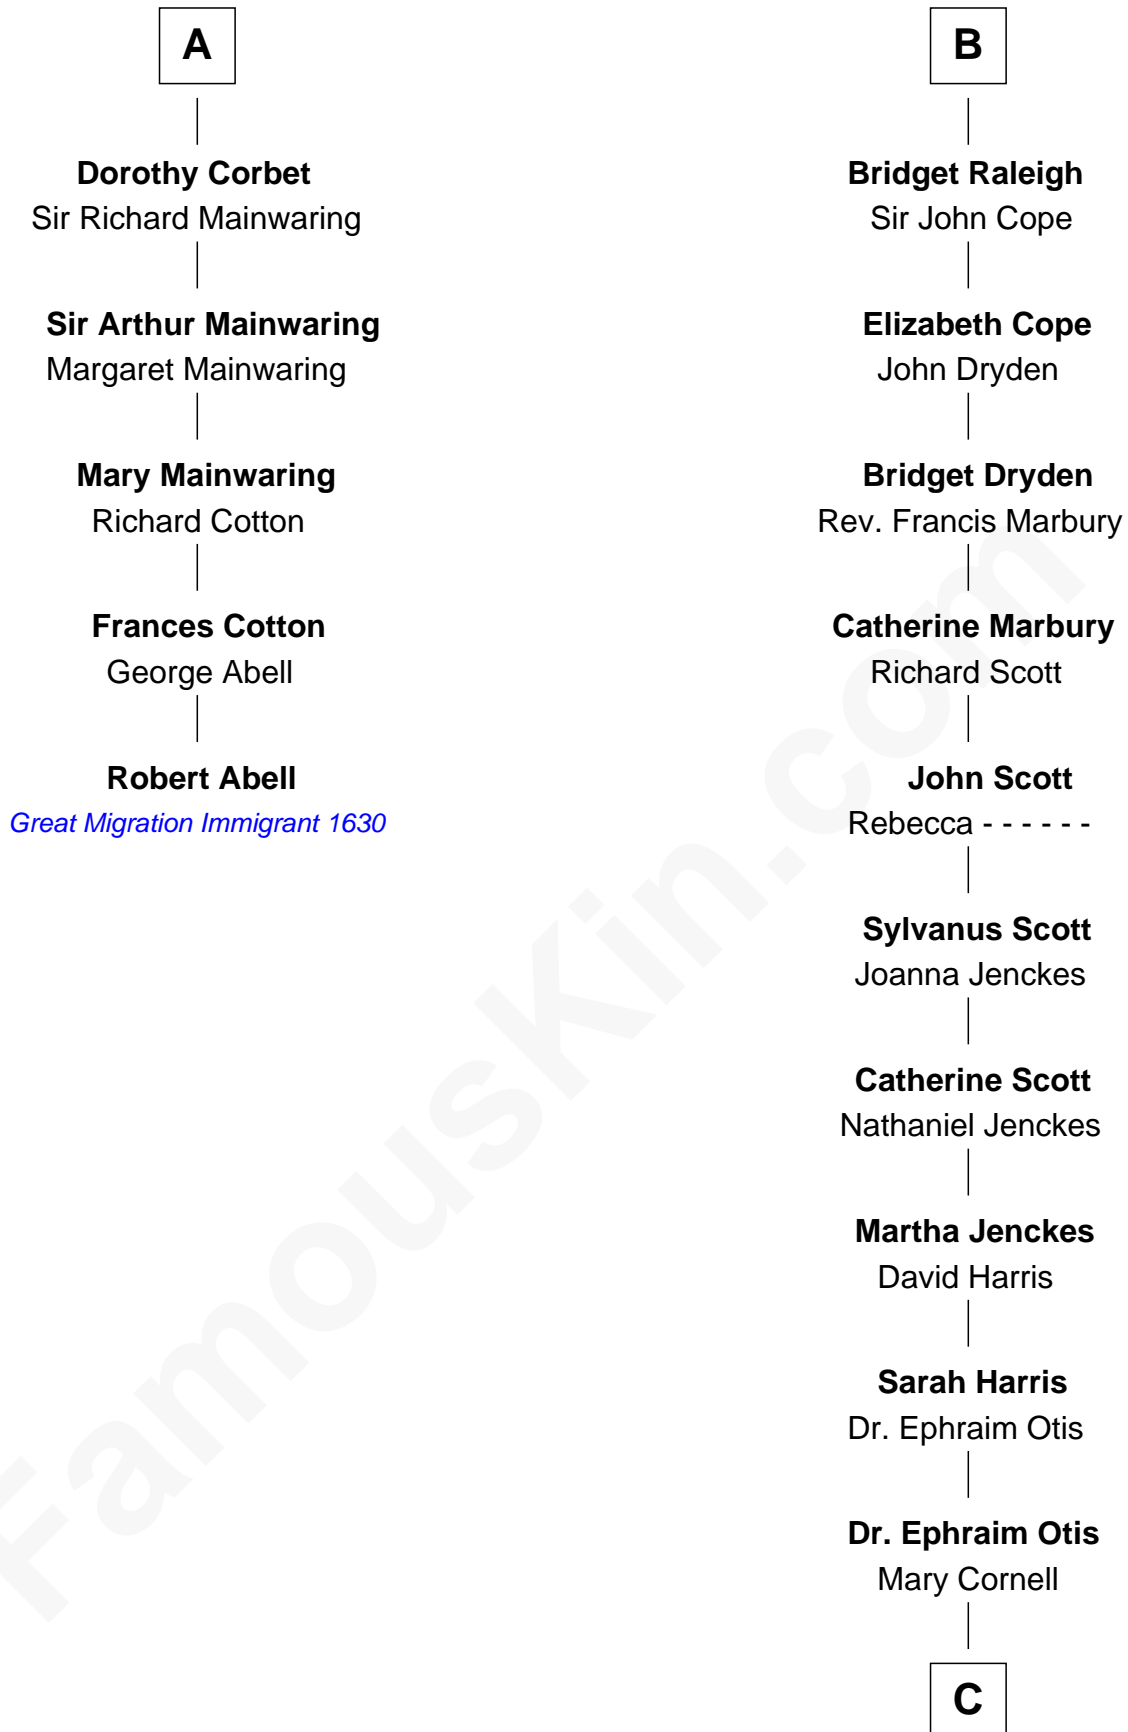 A
Dorothy Corbet
Sir Richard Mainwaring
Sir Arthur Mainwaring
Margaret Mainwaring
Mary Mainwaring
Richard Cotton
Frances Cotton
George Abell
Robert Abell
Great Migration Immigrant 1630
B
Bridget Raleigh
Sir John Cope
Elizabeth Cope
John Dryden
Bridget Dryden
Rev. Francis Marbury
Catherine Marbury
Richard Scott
John Scott
Rebecca - - - - - -
Sylvanus Scott
Joanna Jenckes
Catherine Scott
Nathaniel Jenckes
Martha Jenckes
David Harris
Sarah Harris
Dr. Ephraim Otis
Dr. Ephraim Otis
Mary Cornell
C
FamousKin.com